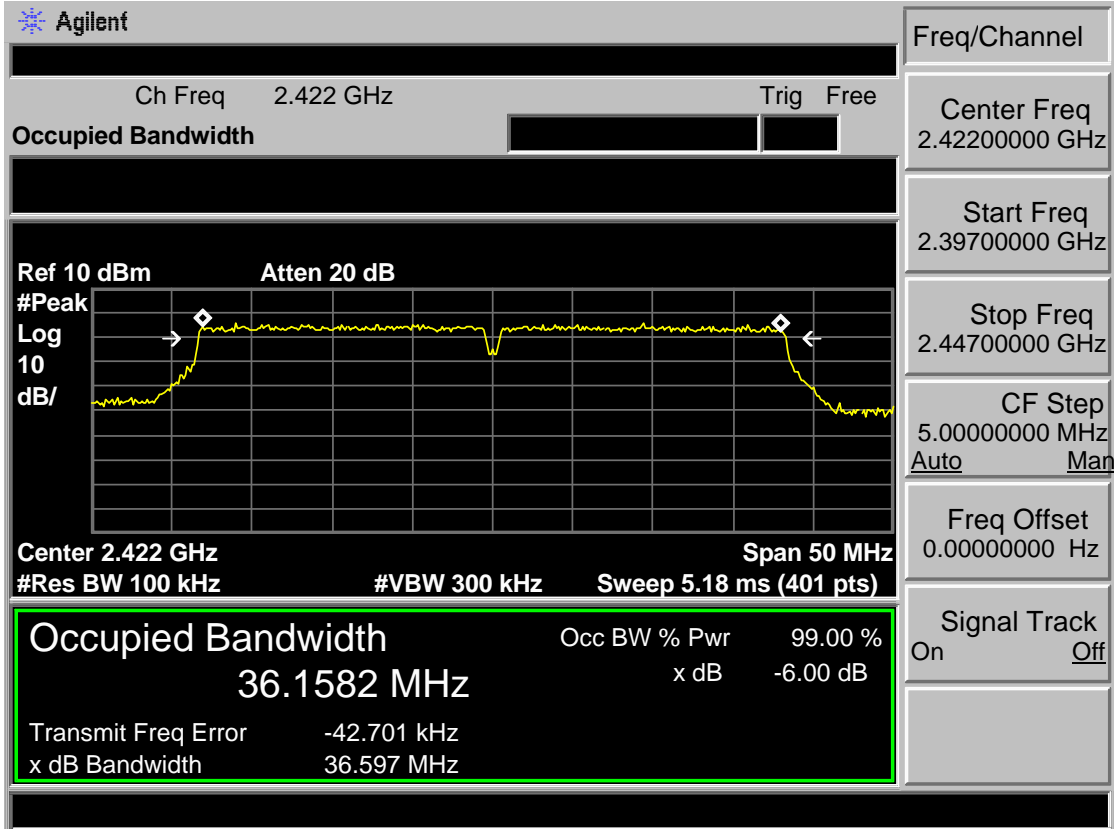 Agilent
Freq/Channel
Ch Freq 2.422 GHz Trig Free
Occupied Bandwidth
Center Freq
2.42200000 GHz
Start Freq
2.39700000 GHz
Stop Freq
2.44700000 GHz
CF Step
5.00000000 MHz
Auto Man
Freq Offset
0.00000000 Hz
Signal Track
On Off
Ref 10 dBm Atten 20 dB
#Peak
Log
10
dB/
Center 2.422 GHz Span 50 MHz
#Res BW 100 kHz #VBW 300 kHz Sweep 5.18 ms (401 pts)
Occupied Bandwidth
36.1582 MHz
Occ BW % Pwr 99.00 %
x dB -6.00 dB
Transmit Freq Error -42.701 kHz
x dB Bandwidth 36.597 MHz